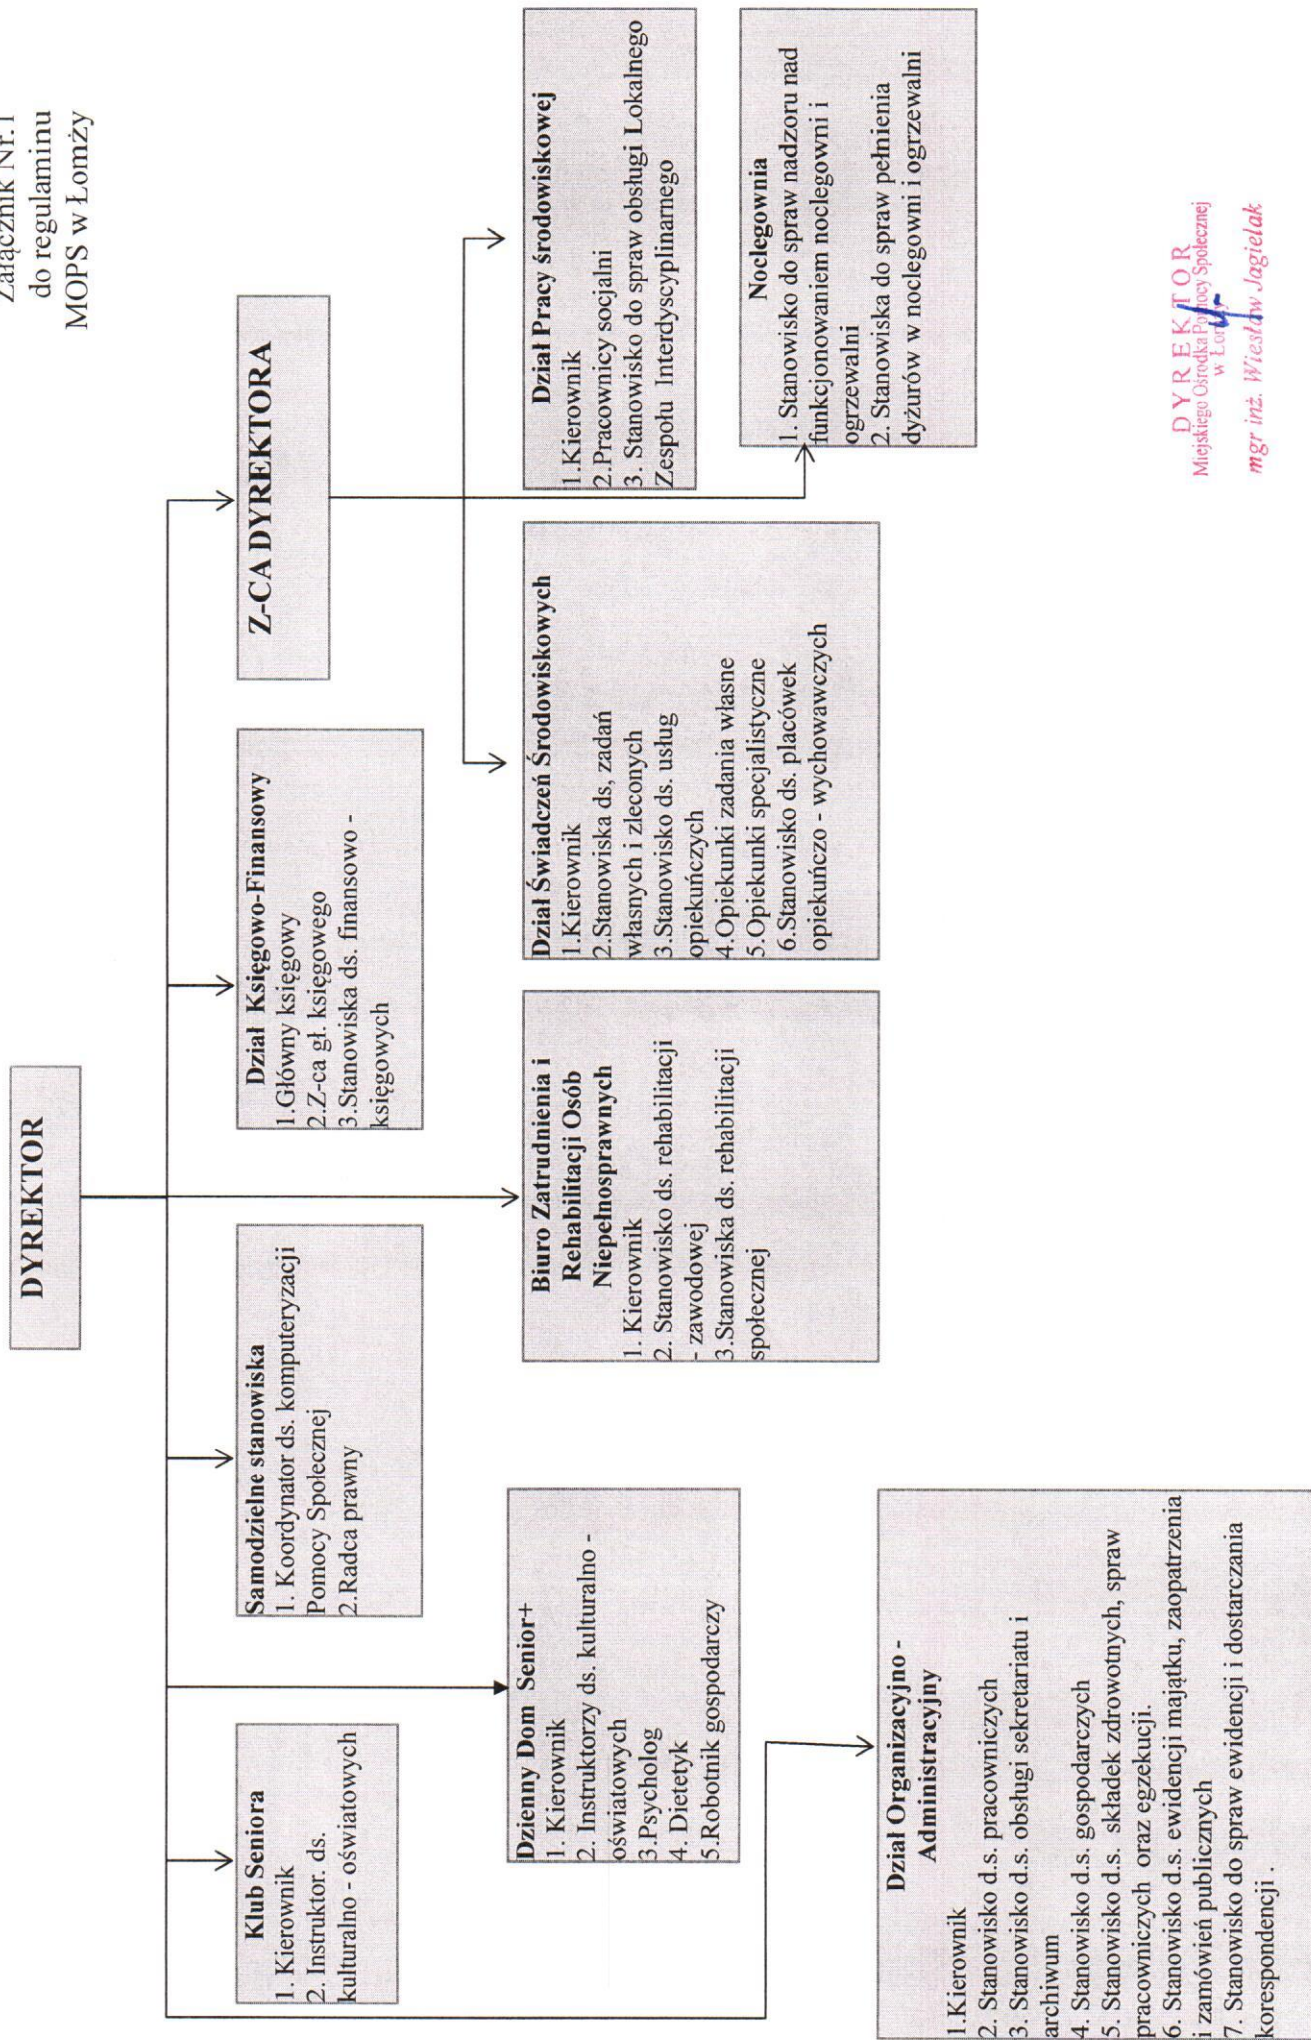 Załącznik Nr.1
do regulaminu
MOPS w Łomży
DYREKTOR
Klub Seniora
1. Kierownik
2. Instruktor. ds.
kulturalno - oświatowych
Samodzielne stanowiska
1. Koordynator ds. komputeryzacji
Pomocy Społecznej
2.Radca prawny
Dział Księgowo-Finansowy
1.Główny księgowy
2.Z-ca gł. księgowego
3.Stanowiska ds. finansowo -
księgowych
Z-CA DYREKTORA
Dzienny Dom Senior+
1. Kierownik
2. Instruktorzy ds. kulturalno -
oświatowych
3.Psycholog
4. Dietetyk
5.Robotnik gospodarczy
Biuro Zatrudnienia i
Rehabilitacji Osób
Niepełnosprawnych
1. Kierownik
2. Stanowisko ds. rehabilitacji
- zawodowej
3.Stanowiska ds. rehabilitacji
społecznej
Dział Świadczeń Środowiskowych
1.Kierownik
2.Stanowiska ds, zadań
własnych i zleconych
3.Stanowisko ds. usług
opiekuńczych
4.Opiekunki zadania własne
5.Opiekunki specjalistyczne
6.Stanowisko ds. placówek
opiekuńczo - wychowawczych
Dział Pracy środowiskowej
1.Kierownik
2.Pracownicy socjalni
3. Stanowisko do spraw obsługi Lokalnego
Zespołu Interdyscyplinarnego
Noclegownia
1. Stanowisko do spraw nadzoru nad
funkcjonowaniem noclegowni i
ogrzewalni
2. Stanowiska do spraw pełnienia
dyżurów w noclegowni i ogrzewalni
Dział Organizacyjno -
Administracyjny
1.Kierownik
2. Stanowisko d.s. pracowniczych
3. Stanowisko d.s. obsługi sekretariatu i
archiwum
4. Stanowisko d.s. gospodarczych
5. Stanowisko d.s. składek zdrowotnych, spraw
pracowniczych oraz egzekucji.
6. Stanowisko d.s. ewidencji majątku, zaopatrzenia
i zamówień publicznych
7. Stanowisko do spraw ewidencji i dostarczania
korespondencji .
DYREKTOR
Miejskiego Ośrodka Pomocy Społecznej
w Łomży
mgr inż. Wiesław Jagielak